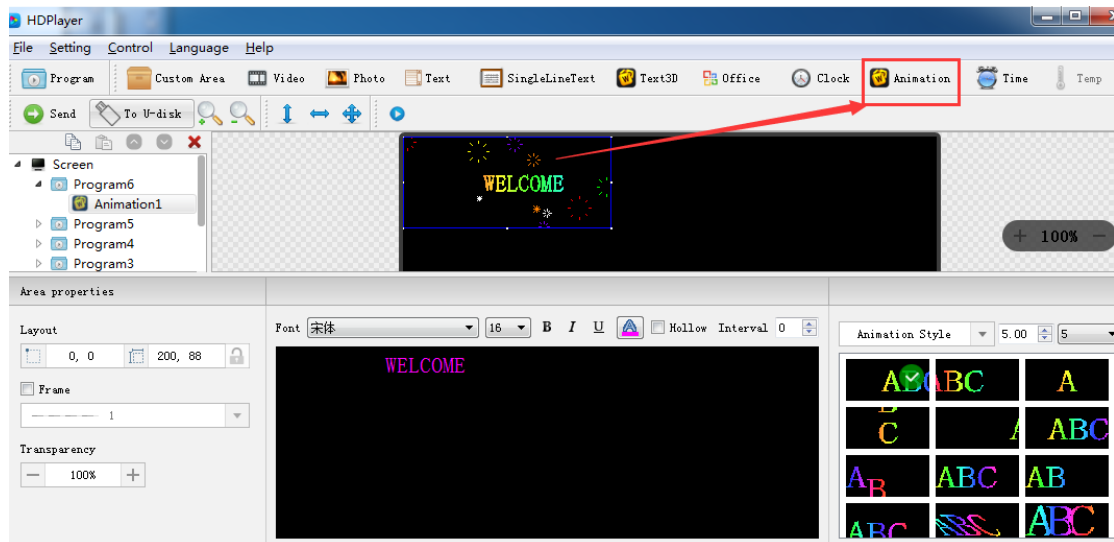 HDPlayer
File Setting Control Language Help
Program Custom Area Video Photo Text SingleLineText Text3D Office Clock Animation Time Temp
Send To U-disk
Screen
Program6
Animation1
Program5
Program4
Program3
WELCOME
+ 100% −
Area properties
Layout
0, 0 200, 88
Frame
1
Transparency
— 100% +
Font 宋体 16 B I U A Hollow Interval 0
WELCOME
Animation Style 5.00 5
ABC ABC A
C A ABC
AB ABC AB
ABC ABC